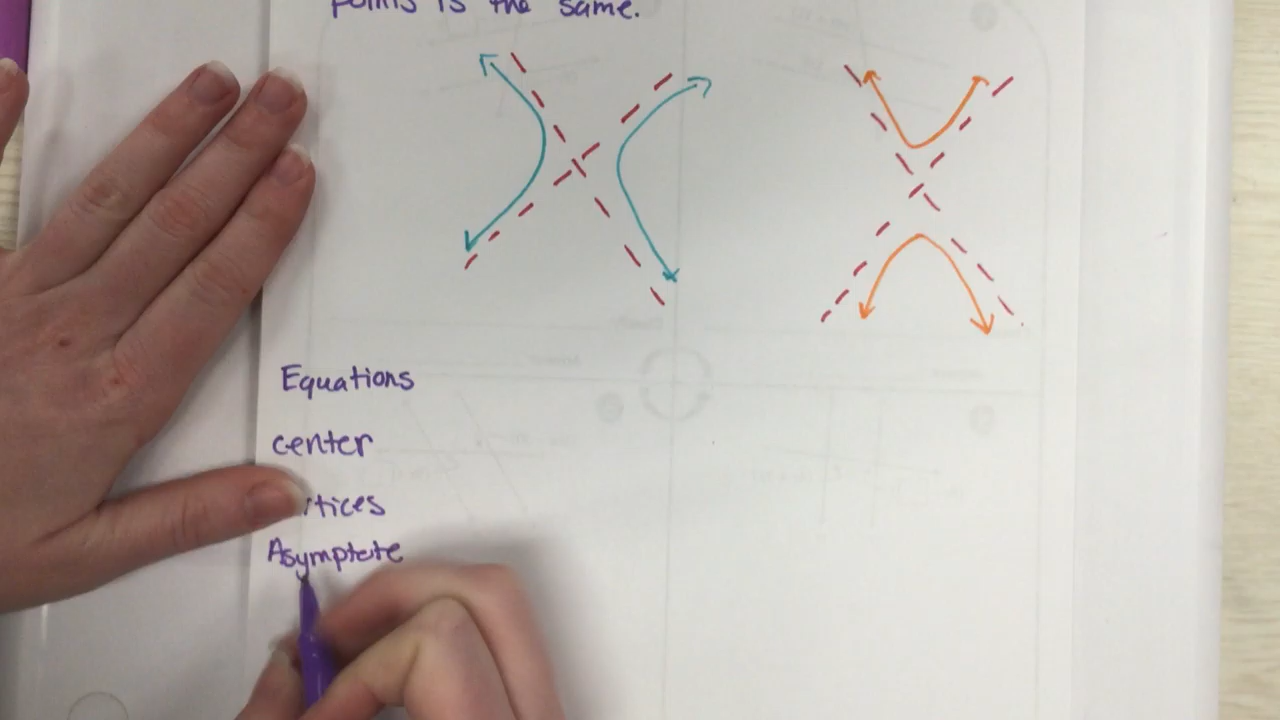 points is the same.
Equations
center
rtices
Asymptote